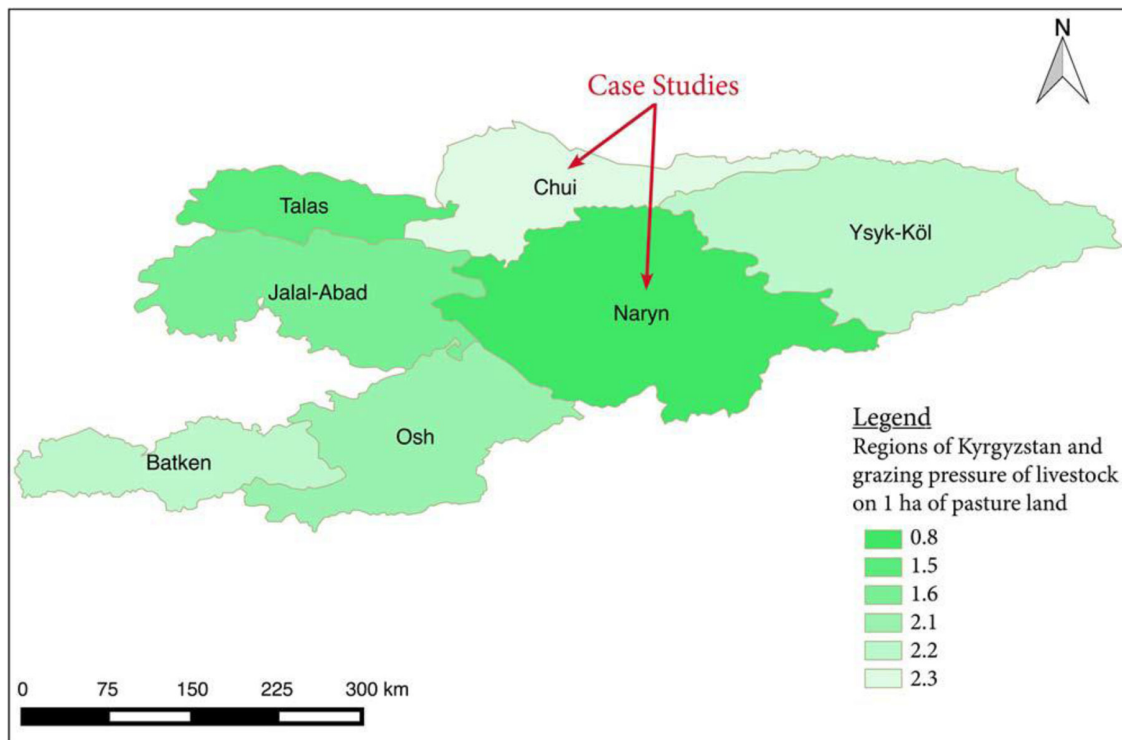 N
Case Studies
Chui
Talas
Ysyk-Köl
Jalal-Abad
Naryn
Osh
Batken
Legend
Regions of Kyrgyzstan and
grazing pressure of livestock
on 1 ha of pasture land
0.8
1.5
1.6
2.1
2.2
2.3
0 75 150 225 300 km